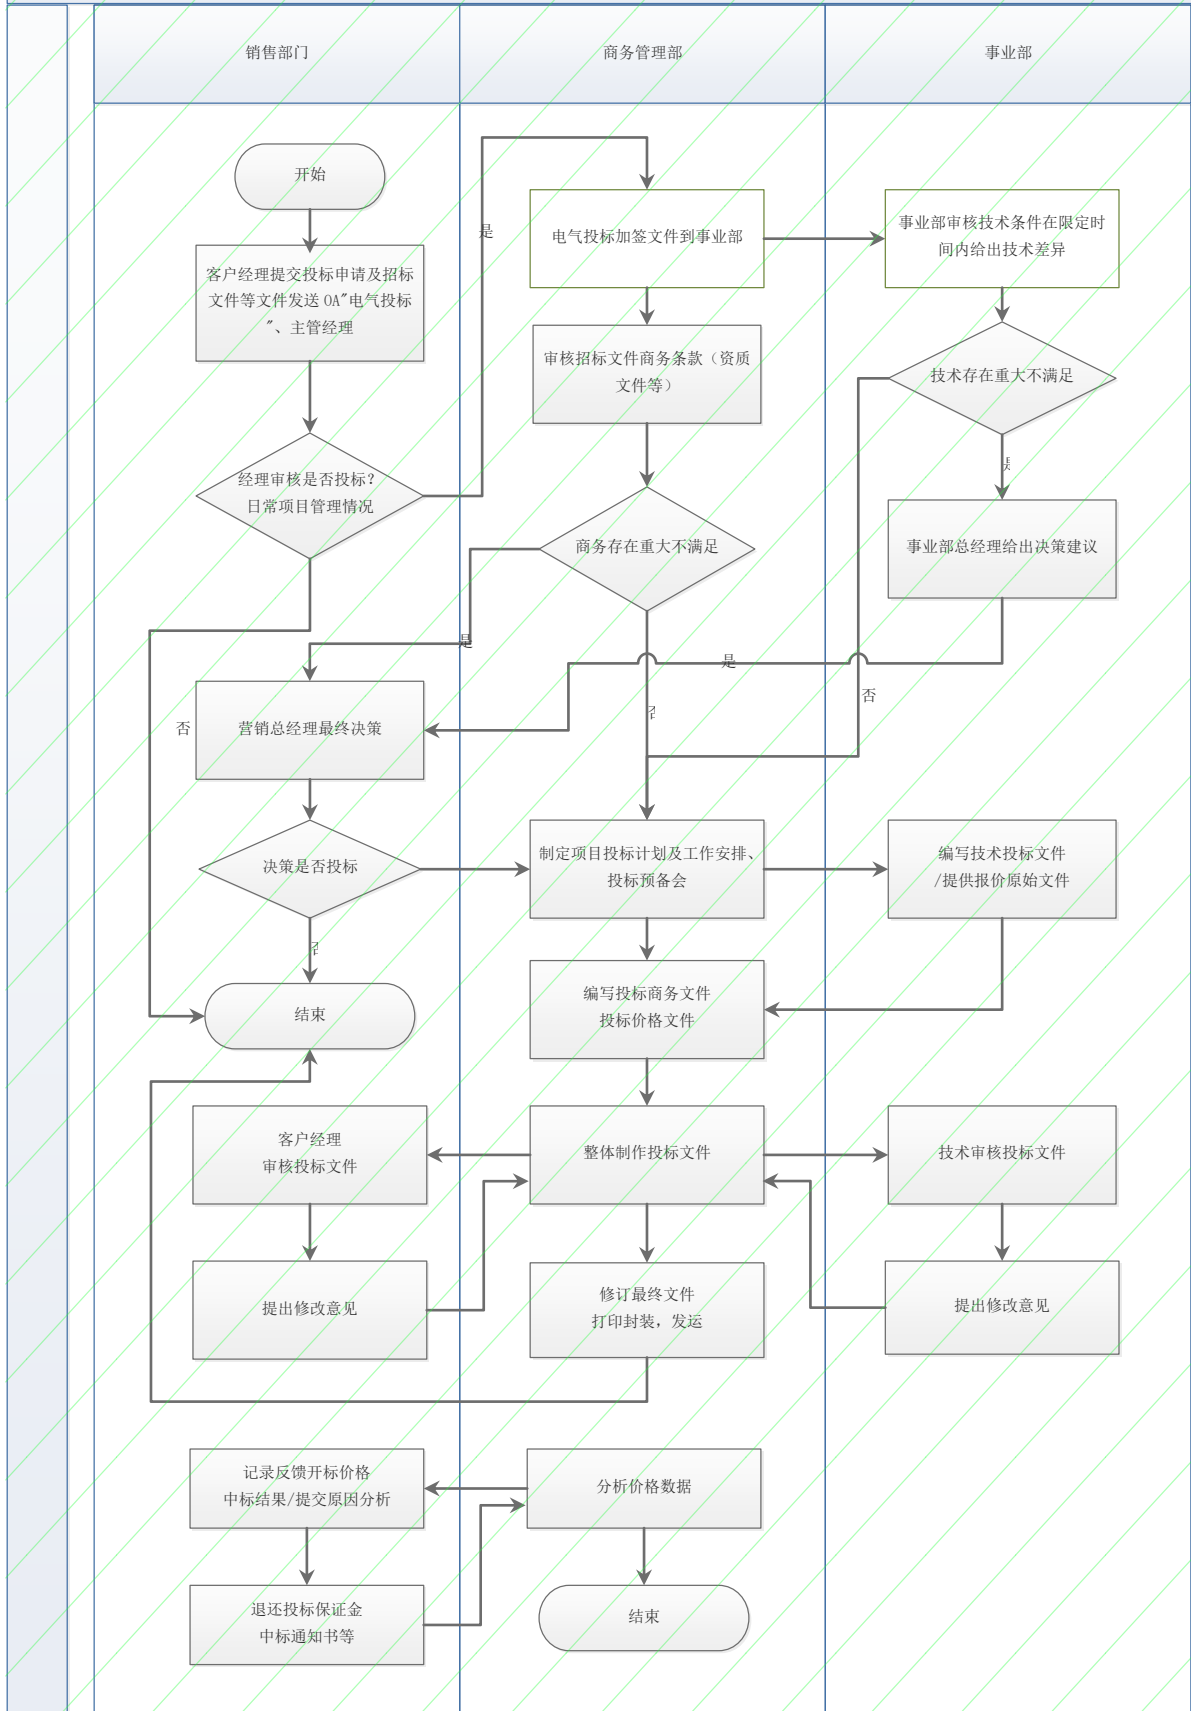 销售部门
商务管理部
事业部
开始
客户经理提交投标申请及招标
文件等文件发送 OA"电气投标
"、主管经理
经理审核是否投标?
日常项目管理情况
是
电气投标加签文件到事业部
事业部审核技术条件在限定时
间内给出技术差异
审核招标文件商务条款（资质
文件等）
技术存在重大不满足
是
商务存在重大不满足
事业部总经理给出决策建议
是
是
否
否
否
营销总经理最终决策
决策是否投标
否
制定项目投标计划及工作安排、
投标预备会
编写技术投标文件
/提供报价原始文件
结束
编写投标商务文件
投标价格文件
客户经理
审核投标文件
整体制作投标文件
技术审核投标文件
提出修改意见
修订最终文件
打印封装，发运
提出修改意见
记录反馈开标价格
中标结果/提交原因分析
分析价格数据
退还投标保证金
中标通知书等
结束